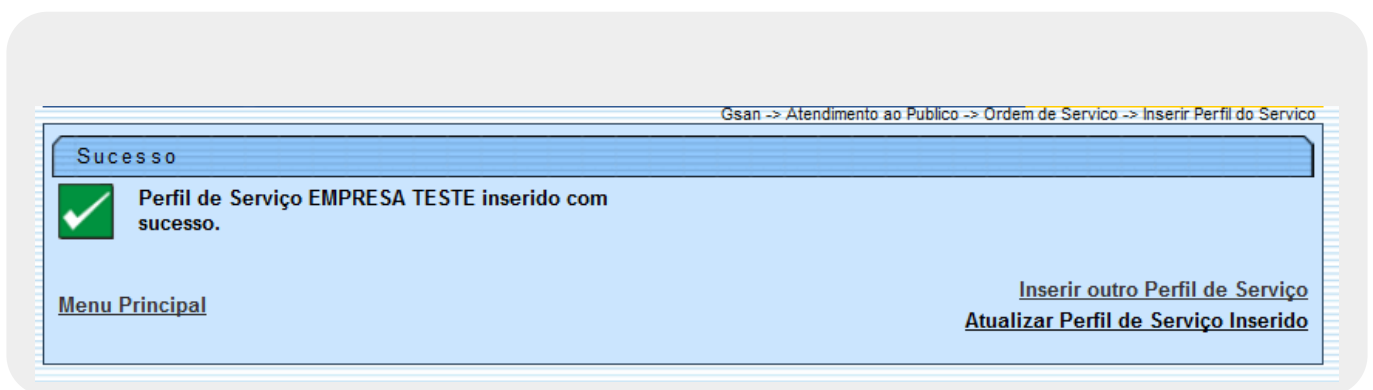 Gsan -> Atendimento ao Publico -> Ordem de Servico -> Inserir Perfil do Servico
Sucesso
Perfil de Serviço EMPRESA TESTE inserido com
sucesso.
Inserir outro Perfil de Serviço
Menu Principal
Atualizar Perfil de Serviço Inserido